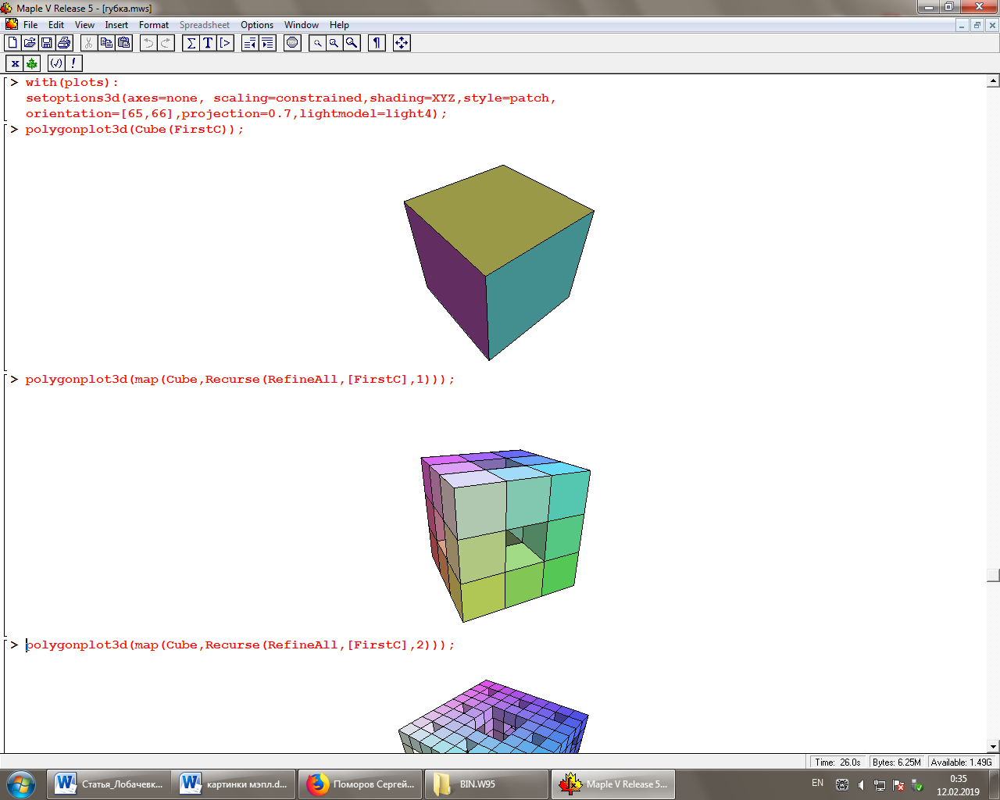 Maple V Release 5 - [губка.mws]
File Edit View Insert Format Spreadsheet Options Window Help
> with(plots):
setoptions3d(axes=none, scaling=constrained,shading=XYZ,style=patch,
orientation=[65,66],projection=0.7,lightmodel=light4);
> polygonplot3d(Cube(FirstC));
> polygonplot3d(map(Cube,Recurse(RefineAll,[FirstC],1)));
> polygonplot3d(map(Cube,Recurse(RefineAll,[FirstC],2)));
Time: 26.0s Bytes: 6.25M Available: 1.49G
Статья_Лобачевк... картинки мэпл.d... Поморов Сергей... BIN.W95 Maple V Release 5... EN 0:35
12.02.2019